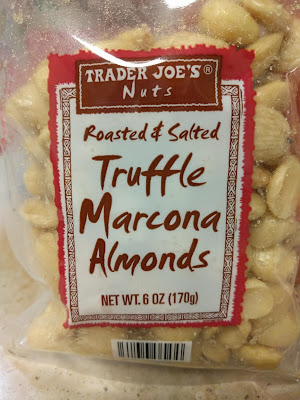 TRADER JOE'S®
Nuts
Roasted & Salted
Truffle
Marcona
Almonds
NET WT. 6 OZ (170g)